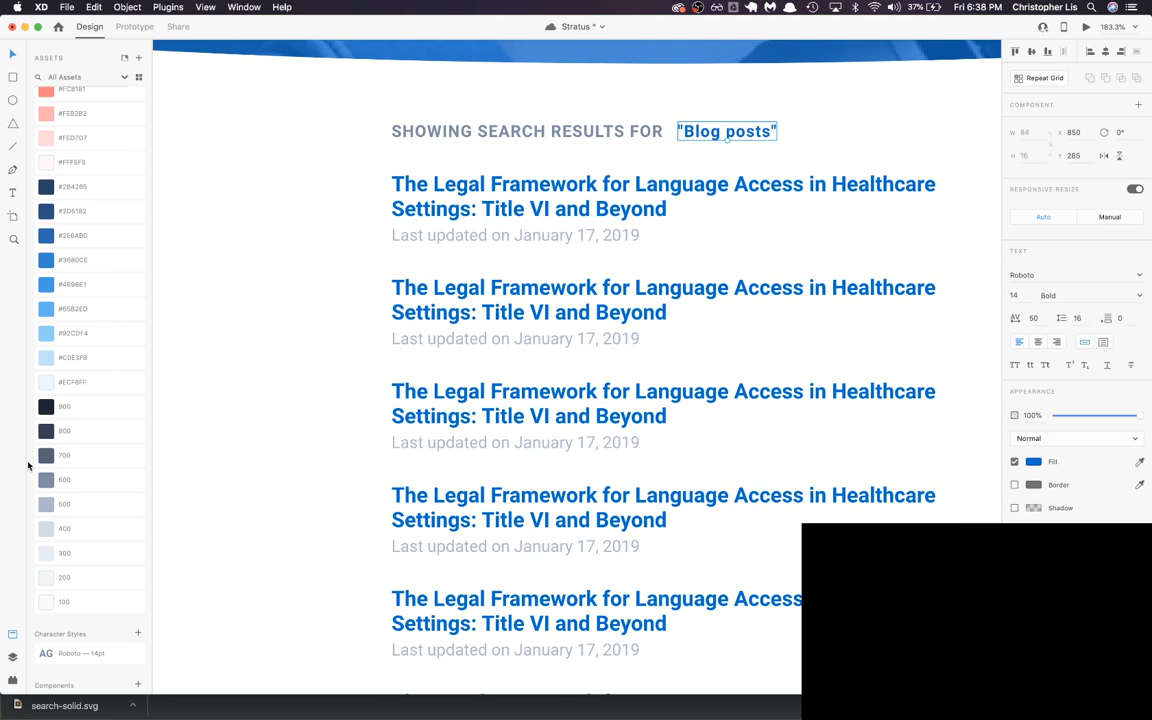 XD File Edit Object Plugins View Window Help
37% Fri 6:38 PM Christopher Lis
Design Prototype Share
Stratus *
183.3%
ASSETS
All Assets
#FC8181
#FEB2B2
#FED7D7
#FFF5F5
#2B4265
#2D5182
#2E6AB0
#3680CE
#4698E1
#65B2ED
#92CDF4
#C0E3F8
#ECF8FF
900
800
700
600
500
400
300
200
100
Character Styles
AG Roboto — 14pt
Components
search-solid.svg
SHOWING SEARCH RESULTS FOR "Blog posts"
The Legal Framework for Language Access in Healthcare
Settings: Title VI and Beyond
Last updated on January 17, 2019
The Legal Framework for Language Access in Healthcare
Settings: Title VI and Beyond
Last updated on January 17, 2019
The Legal Framework for Language Access in Healthcare
Settings: Title VI and Beyond
Last updated on January 17, 2019
The Legal Framework for Language Access in Healthcare
Settings: Title VI and Beyond
Last updated on January 17, 2019
The Legal Framework for Language Access
Settings: Title VI and Beyond
Last updated on January 17, 2019
Repeat Grid
COMPONENT
W 84 X 850 0°
H 16 Y 285
RESPONSIVE RESIZE
Auto Manual
TEXT
Roboto
14 Bold
AV 50 16 0
TT tt Tt T¹ T₁ T T
APPEARANCE
100%
Normal
Fill
Border
Shadow